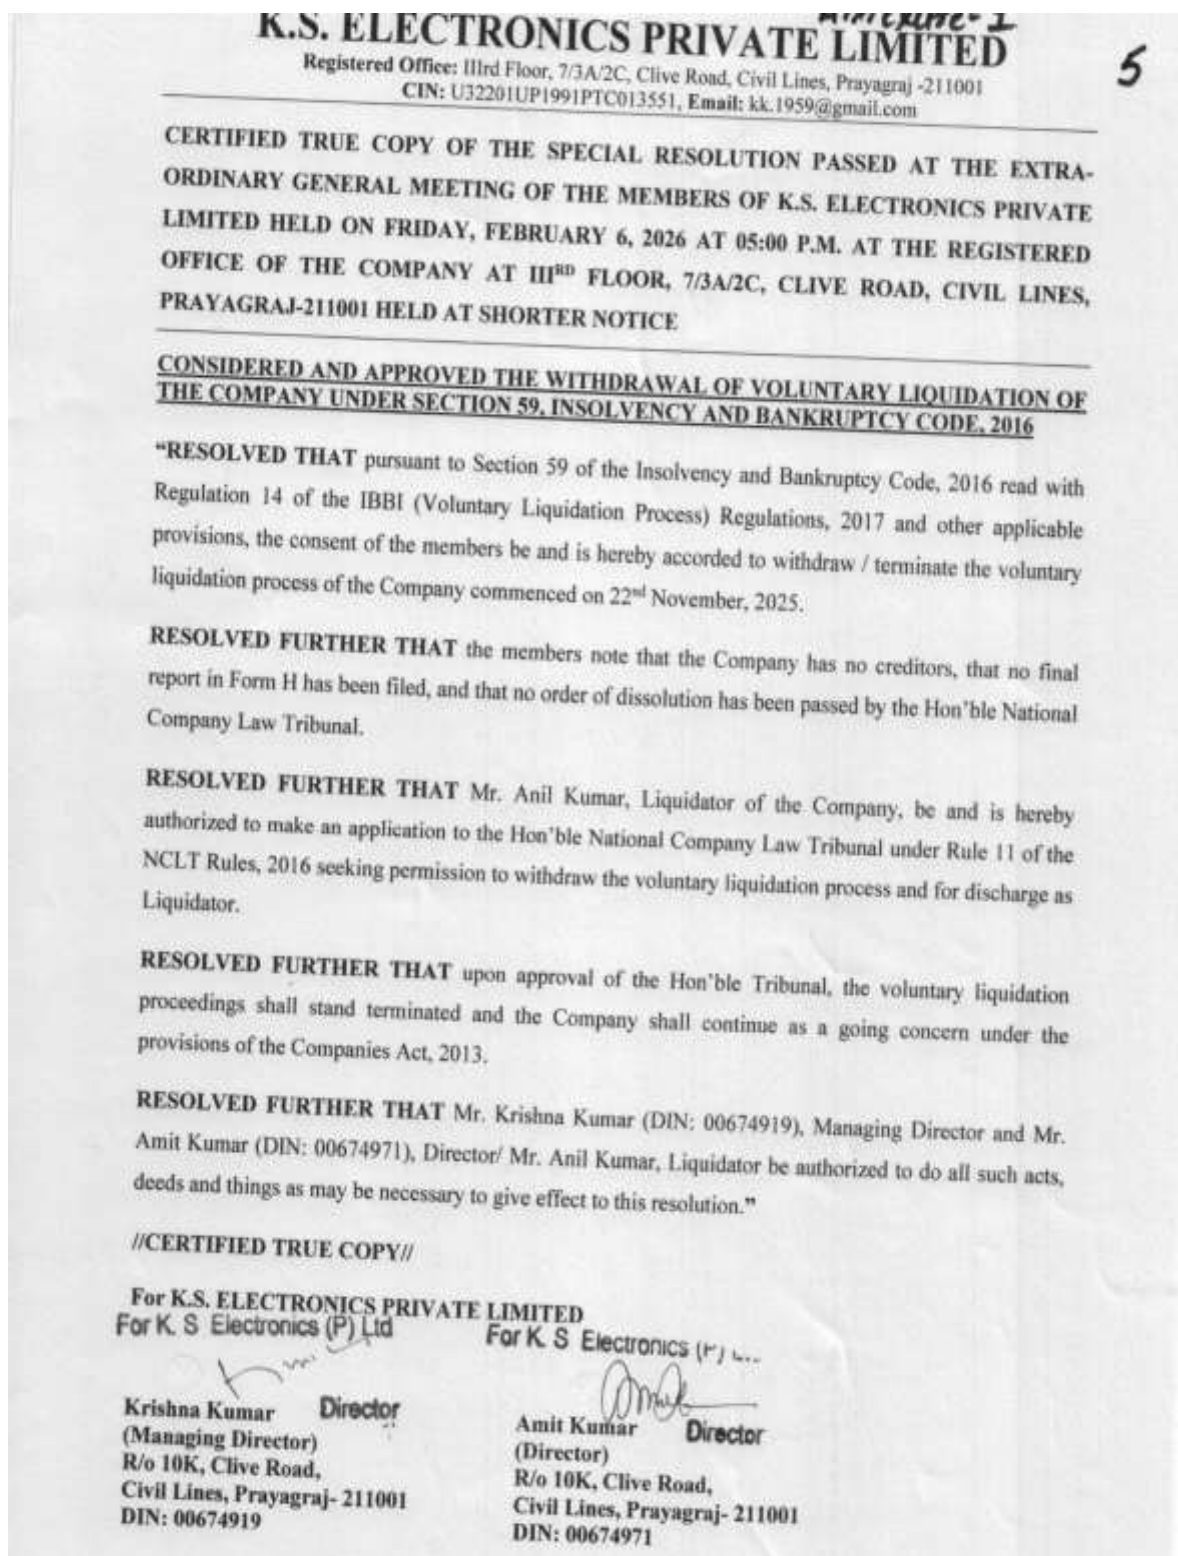 Annexure-I
K.S. ELECTRONICS PRIVATE LIMITED
5
Registered Office: IIIrd Floor, 7/3A/2C, Clive Road, Civil Lines, Prayagraj -211001
CIN: U32201UP1991PTC013551, Email: kk.1959@gmail.com
CERTIFIED TRUE COPY OF THE SPECIAL RESOLUTION PASSED AT THE EXTRA-
ORDINARY GENERAL MEETING OF THE MEMBERS OF K.S. ELECTRONICS PRIVATE
LIMITED HELD ON FRIDAY, FEBRUARY 6, 2026 AT 05:00 P.M. AT THE REGISTERED
OFFICE OF THE COMPANY AT IIIRD FLOOR, 7/3A/2C, CLIVE ROAD, CIVIL LINES,
PRAYAGRAJ-211001 HELD AT SHORTER NOTICE
CONSIDERED AND APPROVED THE WITHDRAWAL OF VOLUNTARY LIQUIDATION OF
THE COMPANY UNDER SECTION 59, INSOLVENCY AND BANKRUPTCY CODE, 2016
“RESOLVED THAT pursuant to Section 59 of the Insolvency and Bankruptcy Code, 2016 read with
Regulation 14 of the IBBI (Voluntary Liquidation Process) Regulations, 2017 and other applicable
provisions, the consent of the members be and is hereby accorded to withdraw / terminate the voluntary
liquidation process of the Company commenced on 22nd November, 2025.
RESOLVED FURTHER THAT the members note that the Company has no creditors, that no final
report in Form H has been filed, and that no order of dissolution has been passed by the Hon’ble National
Company Law Tribunal.
RESOLVED FURTHER THAT Mr. Anil Kumar, Liquidator of the Company, be and is hereby
authorized to make an application to the Hon’ble National Company Law Tribunal under Rule 11 of the
NCLT Rules, 2016 seeking permission to withdraw the voluntary liquidation process and for discharge as
Liquidator.
RESOLVED FURTHER THAT upon approval of the Hon’ble Tribunal, the voluntary liquidation
proceedings shall stand terminated and the Company shall continue as a going concern under the
provisions of the Companies Act, 2013.
RESOLVED FURTHER THAT Mr. Krishna Kumar (DIN: 00674919), Managing Director and Mr.
Amit Kumar (DIN: 00674971), Director/ Mr. Anil Kumar, Liquidator be authorized to do all such acts,
deeds and things as may be necessary to give effect to this resolution.”
//CERTIFIED TRUE COPY//
For K.S. ELECTRONICS PRIVATE LIMITED
For K. S Electronics (P) Ltd
Krishna Kumar Director
(Managing Director)
R/o 10K, Clive Road,
Civil Lines, Prayagraj- 211001
DIN: 00674919
For K. S Electronics (P)
Amit Kumar Director
(Director)
R/o 10K, Clive Road,
Civil Lines, Prayagraj- 211001
DIN: 00674971